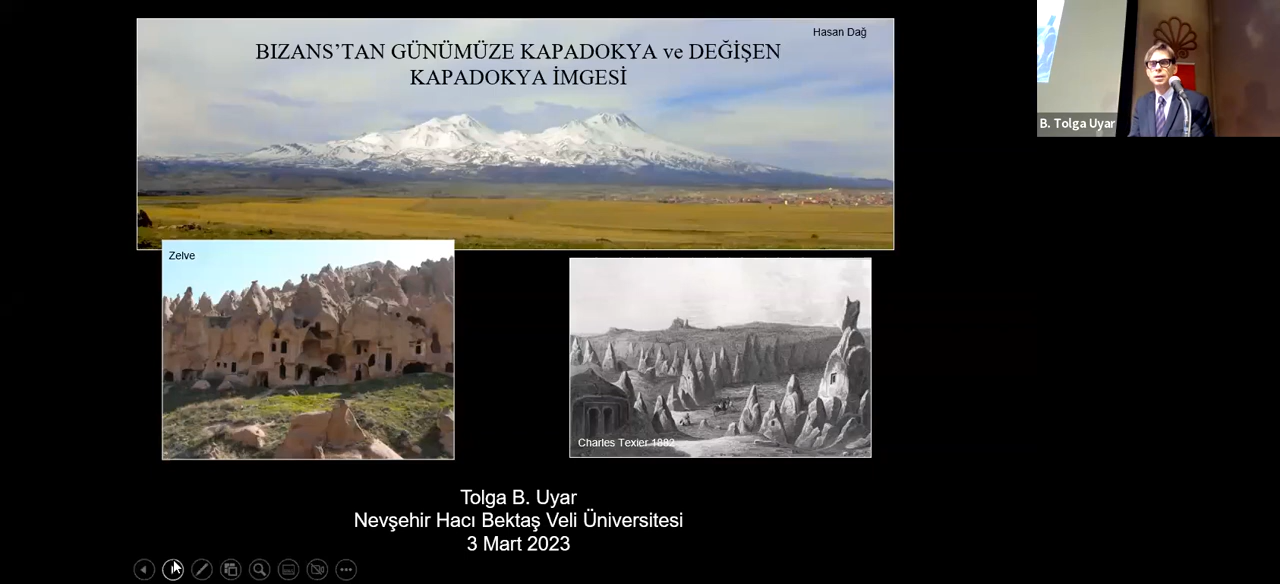 Hasan Dağ
BIZANS’TAN GÜNÜMÜZE KAPADOKYA ve DEĞİŞEN
KAPADOKYA İMGESİ
B. Tolga Uyar
Zelve
Charles Texier 1882
Tolga B. Uyar
Nevşehir Hacı Bektaş Veli Üniversitesi
3 Mart 2023